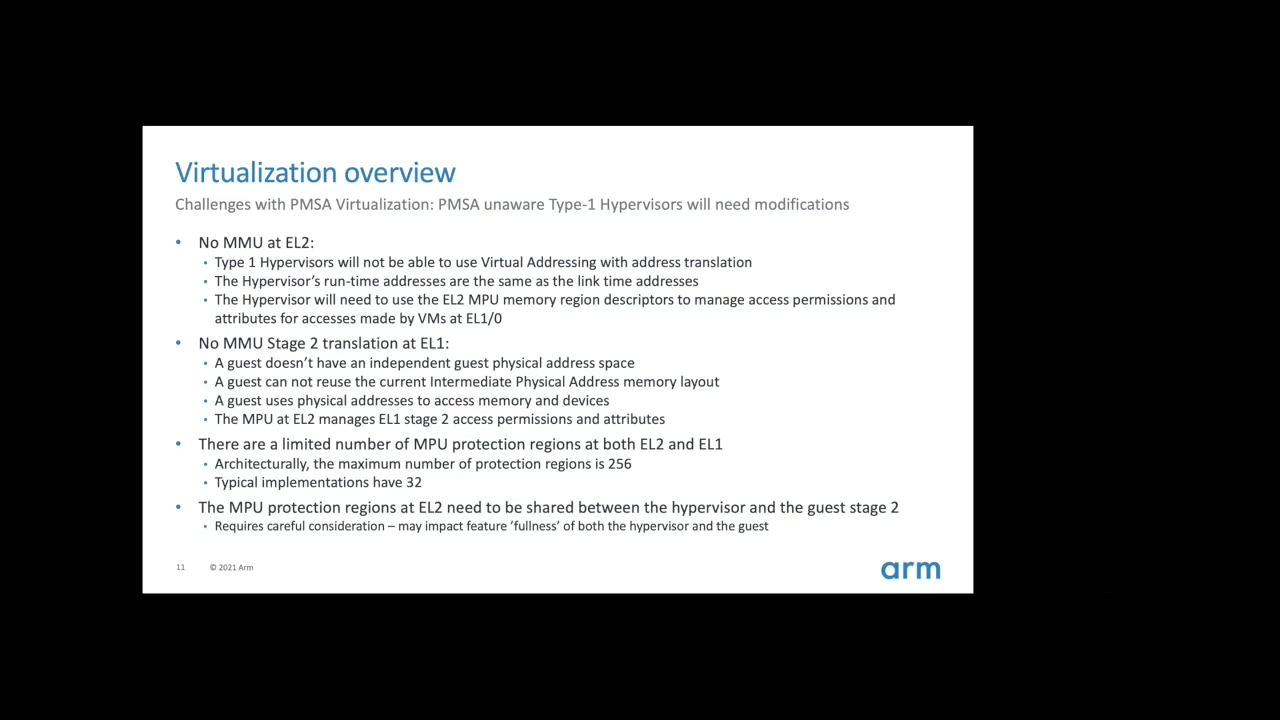 Virtualization overview
Challenges with PMSA Virtualization: PMSA unaware Type-1 Hypervisors will need modifications
• No MMU at EL2:
• Type 1 Hypervisors will not be able to use Virtual Addressing with address translation
• The Hypervisor’s run-time addresses are the same as the link time addresses
• The Hypervisor will need to use the EL2 MPU memory region descriptors to manage access permissions and
attributes for accesses made by VMs at EL1/0
• No MMU Stage 2 translation at EL1:
• A guest doesn’t have an independent guest physical address space
• A guest can not reuse the current Intermediate Physical Address memory layout
• A guest uses physical addresses to access memory and devices
• The MPU at EL2 manages EL1 stage 2 access permissions and attributes
• There are a limited number of MPU protection regions at both EL2 and EL1
• Architecturally, the maximum number of protection regions is 256
• Typical implementations have 32
• The MPU protection regions at EL2 need to be shared between the hypervisor and the guest stage 2
• Requires careful consideration – may impact feature ’fullness’ of both the hypervisor and the guest
11 © 2021 Arm
arm